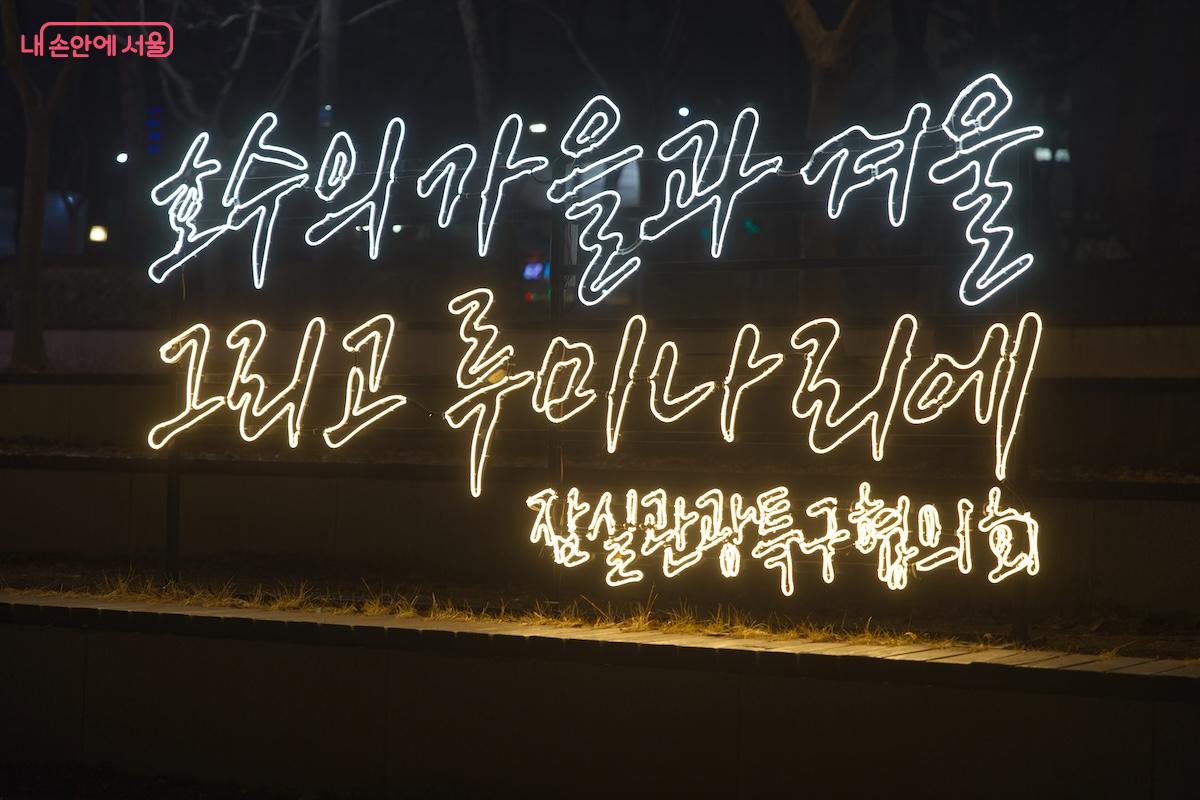 내 손안에 서울
호수의 가을과 겨울
그리고 루미나리에
잠실관광특구협의회